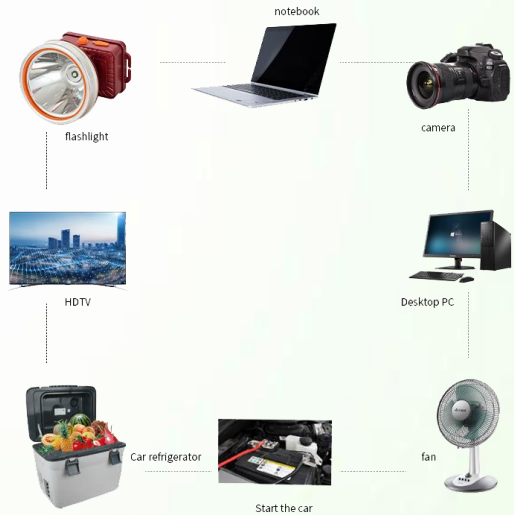 notebook
flashlight
camera
HDTV
Desktop PC
Car refrigerator
fan
Start the car